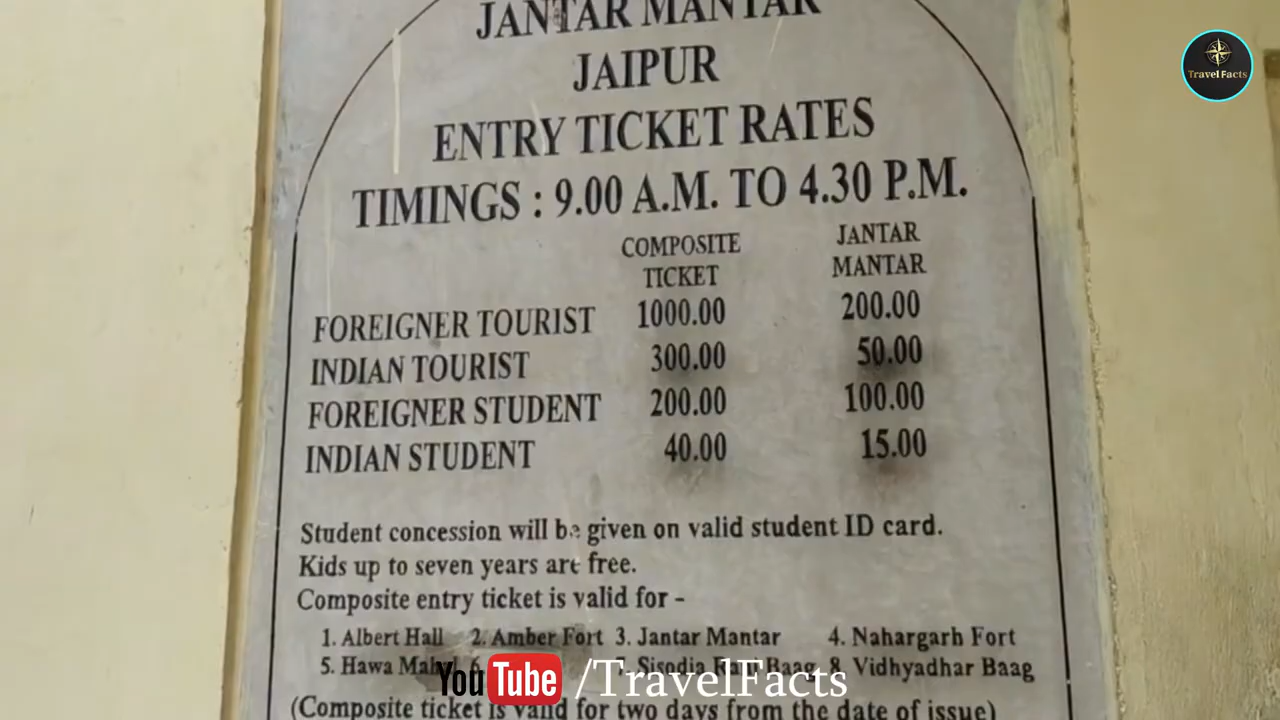 JANTAR MANTAR
JAIPUR
ENTRY TICKET RATES
TIMINGS : 9.00 A.M. TO 4.30 P.M.
COMPOSITE TICKET JANTAR MANTAR
FOREIGNER TOURIST 1000.00 200.00
INDIAN TOURIST 300.00 50.00
FOREIGNER STUDENT 200.00 100.00
INDIAN STUDENT 40.00 15.00
Student concession will be given on valid student ID card.
Kids up to seven years are free.
Composite entry ticket is valid for -
1. Albert Hall 2. Amber Fort 3. Jantar Mantar 4. Nahargarh Fort
5. Hawa Mahal 6. 7. Sisodia Rani Baag 8. Vidhyadhar Baag
(Composite ticket is valid for two days from the date of issue)
Travel Facts
YouTube /TravelFacts